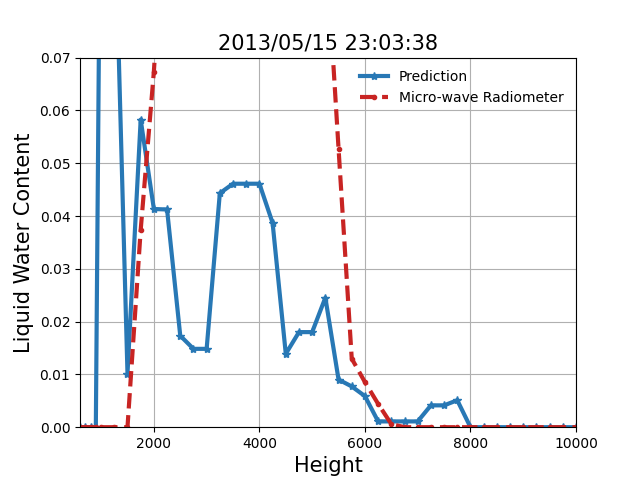 2013/05/15 23:03:38
Prediction
Micro-wave Radiometer
Liquid Water Content
0.07
0.06
0.05
0.04
0.03
0.02
0.01
0.00
2000 4000 6000 8000 10000
Height